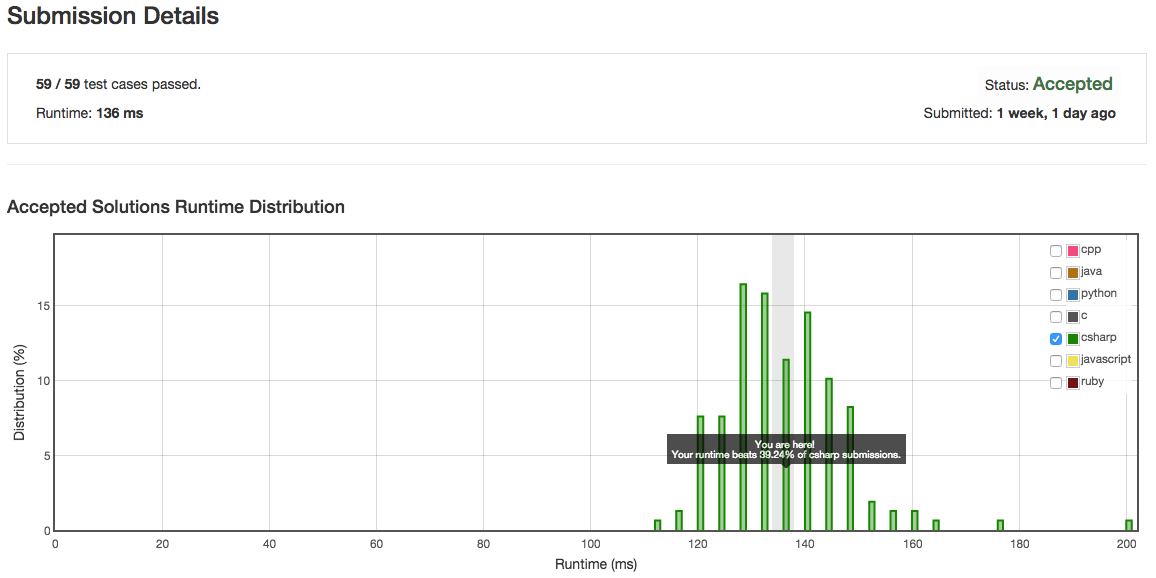 Submission Details
59 / 59 test cases passed.
Status: Accepted
Runtime: 136 ms
Submitted: 1 week, 1 day ago
Accepted Solutions Runtime Distribution
cpp
java
python
c
csharp
javascript
ruby
15
10
5
0
Distribution (%)
You are here!
Your runtime beats 39.24% of csharp submissions.
0 20 40 60 80 100 120 140 160 180 200
Runtime (ms)